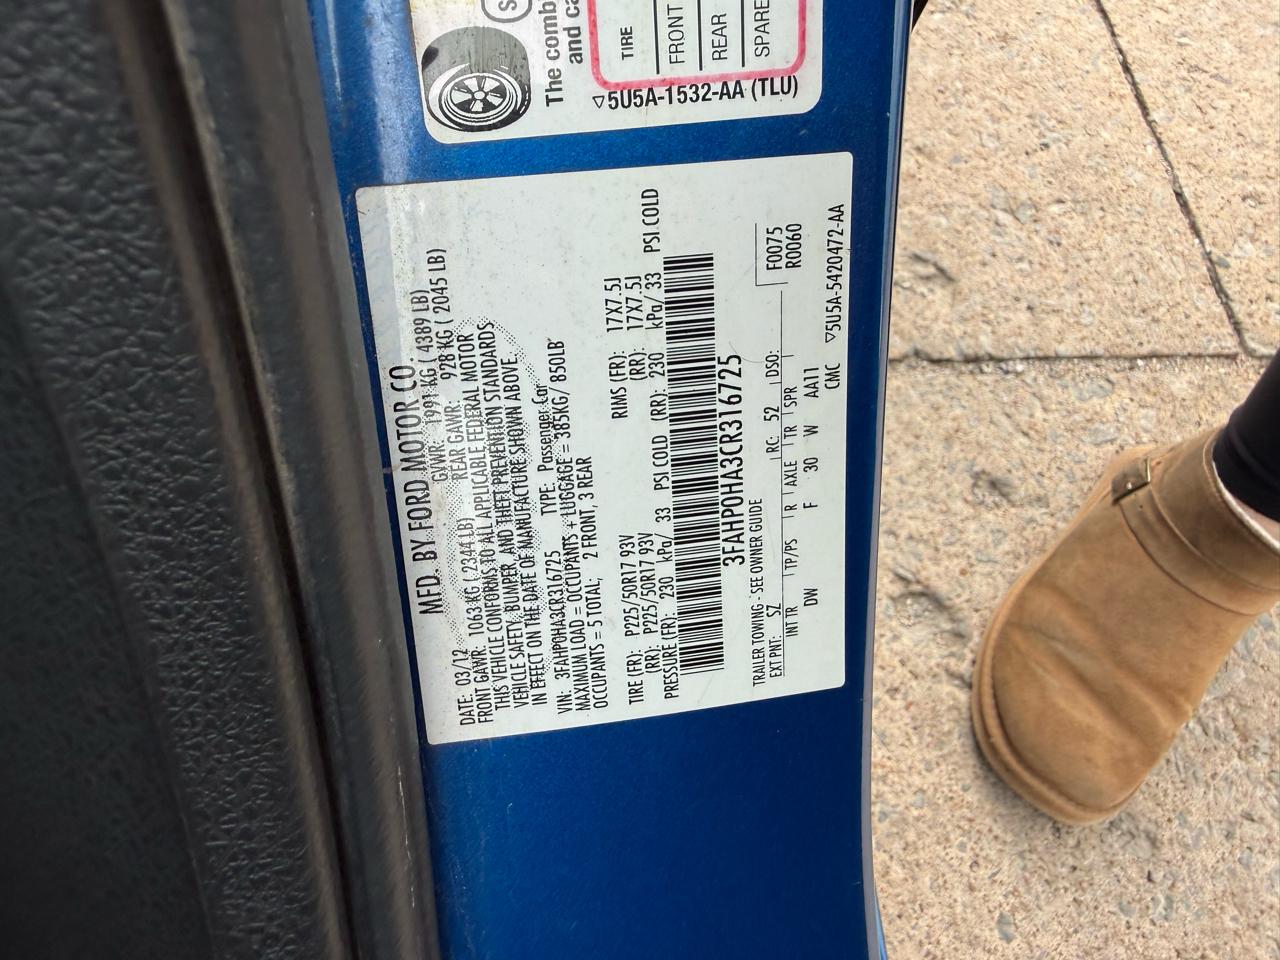 The comb
and ca
TIRE
FRONT
REAR
SPARE
▽5U5A-1532-AA (TLU)
MFD. BY FORD MOTOR CO.
DATE: 03/12 GVWR: 1991 KG ( 4389 LB)
FRONT GAWR: 1063 KG ( 2344LB) REAR GAWR: 928 KG ( 2045 LB)
THIS VEHICLE CONFORMS TO ALL APPLICABLE FEDERAL MOTOR
VEHICLE SAFETY, BUMPER, AND THEFT PREVENTION STANDARDS
IN EFFECT ON THE DATE OF MANUFACTURE SHOWN ABOVE.
VIN: 3FAHP0HA3CR316725 TYPE: Passenger Car
MAXIMUM LOAD = OCCUPANTS + LUGGAGE = 385KG/ 850LB
OCCUPANTS = 5 TOTAL; 2 FRONT, 3 REAR
TIRE (FR): P225/50R17 93V RIMS (FR): 17X7.5J
(RR): P225/50R17 93V (RR): 17X7.5J
PRESSURE (FR): 230 kPa/ 33 PSI COLD (RR): 230 kPa/ 33 PSI COLD
3FAHP0HA3CR316725
TRAILER TOWING - SEE OWNER GUIDE F0075
EXT PNT: SZ RC: 52 DSO: R0060
INT TR TP/PS R AXLE TR SPR
DW F 30 W AA11
CMC ▽5U5A-5420472-AA